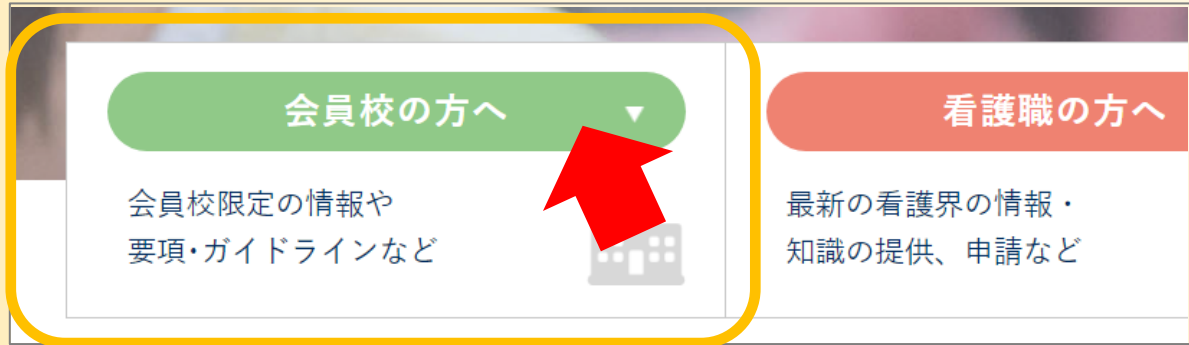 会員校の方へ ▼
会員校限定の情報や
要項・ガイドラインなど
看護職の方へ
最新の看護界の情報・
知識の提供、申請など